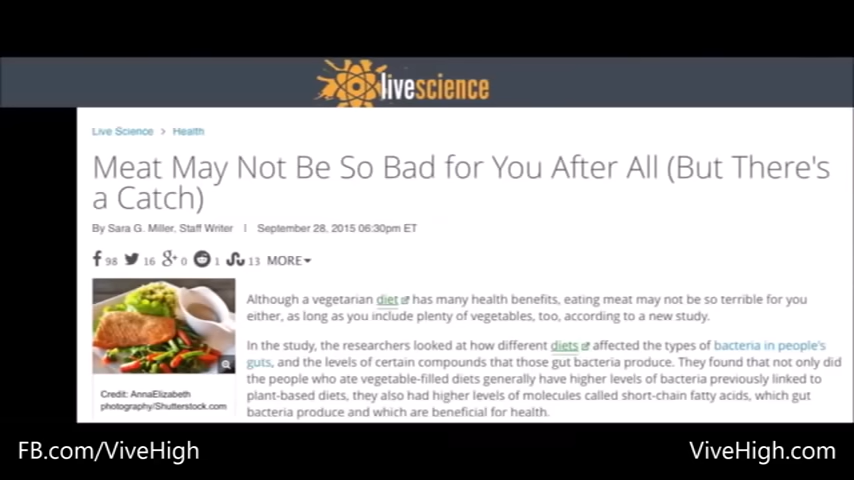 livescience
Live Science > Health
Meat May Not Be So Bad for You After All (But There's
a Catch)
By Sara G. Miller, Staff Writer | September 28, 2015 06:30pm ET
98 16 0 1 13 MORE
Although a vegetarian diet has many health benefits, eating meat may not be so terrible for you
either, as long as you include plenty of vegetables, too, according to a new study.
In the study, the researchers looked at how different diets affected the types of bacteria in people's
guts, and the levels of certain compounds that those gut bacteria produce. They found that not only did
the people who ate vegetable-filled diets generally have higher levels of bacteria previously linked to
plant-based diets, they also had higher levels of molecules called short-chain fatty acids, which gut
bacteria produce and which are beneficial for health.
Credit: AnnaElizabeth
photography/Shutterstock.com
FB.com/ViveHigh
ViveHigh.com